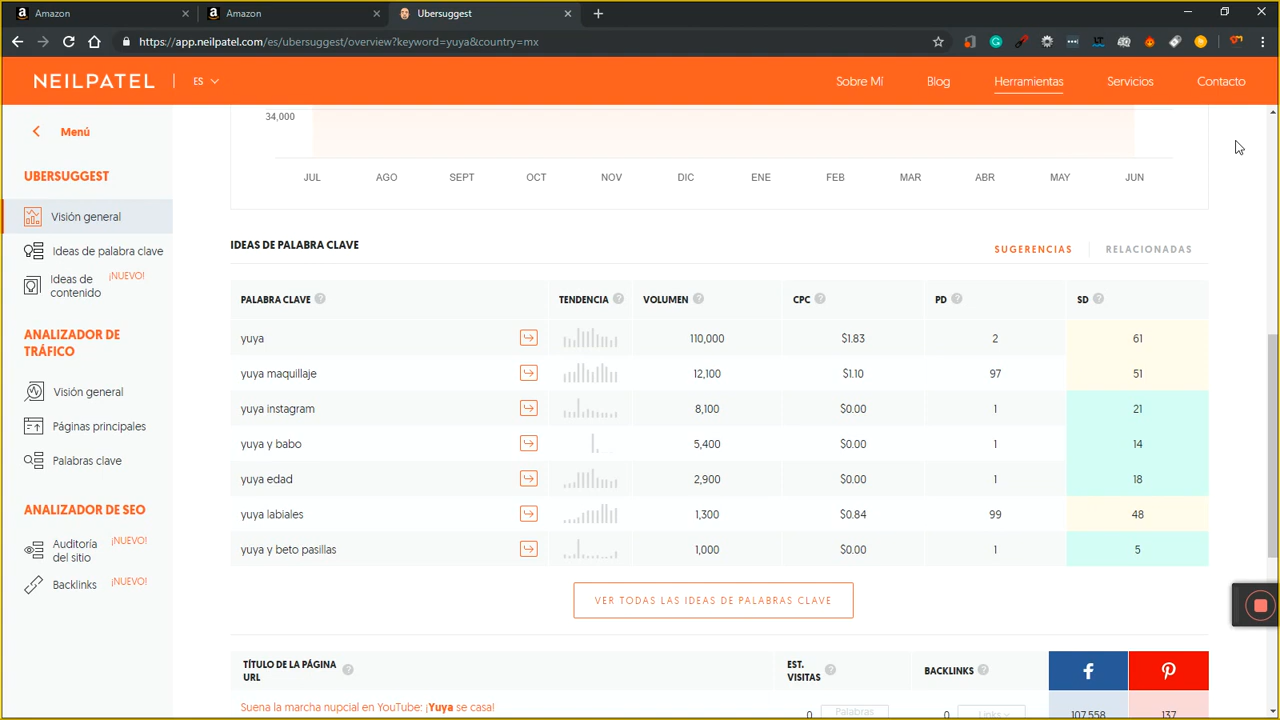 Amazon
Amazon
Ubersuggest
https://app.neilpatel.com/es/ubersuggest/overview?keyword=yuya&country=mx
NEILPATEL
ES
Sobre Mí
Blog
Herramientas
Servicios
Contacto
Menú
UBERSUGGEST
Visión general
Ideas de palabra clave
Ideas de
contenido
¡NUEVO!
ANALIZADOR DE
TRÁFICO
Visión general
Páginas principales
Palabras clave
ANALIZADOR DE SEO
Auditoría
del sitio
¡NUEVO!
Backlinks
¡NUEVO!
34,000
JUL AGO SEPT OCT NOV DIC ENE FEB MAR ABR MAY JUN
IDEAS DE PALABRA CLAVE
SUGERENCIAS
RELACIONADAS
PALABRA CLAVE ? TENDENCIA ? VOLUMEN ? CPC ? PD ? SD ?
yuya 110,000 $1.83 2 61
yuya maquillaje 12,100 $1.10 97 51
yuya instagram 8,100 $0.00 1 21
yuya y babo 5,400 $0.00 1 14
yuya edad 2,900 $0.00 1 18
yuya labiales 1,300 $0.84 99 48
yuya y beto pasillas 1,000 $0.00 1 5
VER TODAS LAS IDEAS DE PALABRAS CLAVE
TÍTULO DE LA PÁGINA
URL
?
EST.
VISITAS
?
BACKLINKS ?
Suena la marcha nupcial en YouTube: ¡Yuya se casa!
0 Palabras
0 Links
107,558
137